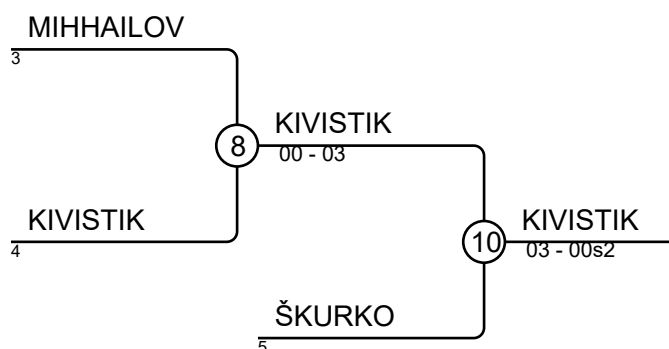 MIHHAILOV
3
8
KIVISTIK
00 - 03
KIVISTIK
4
10
KIVISTIK
03 - 00s2
ŠKURKO
5